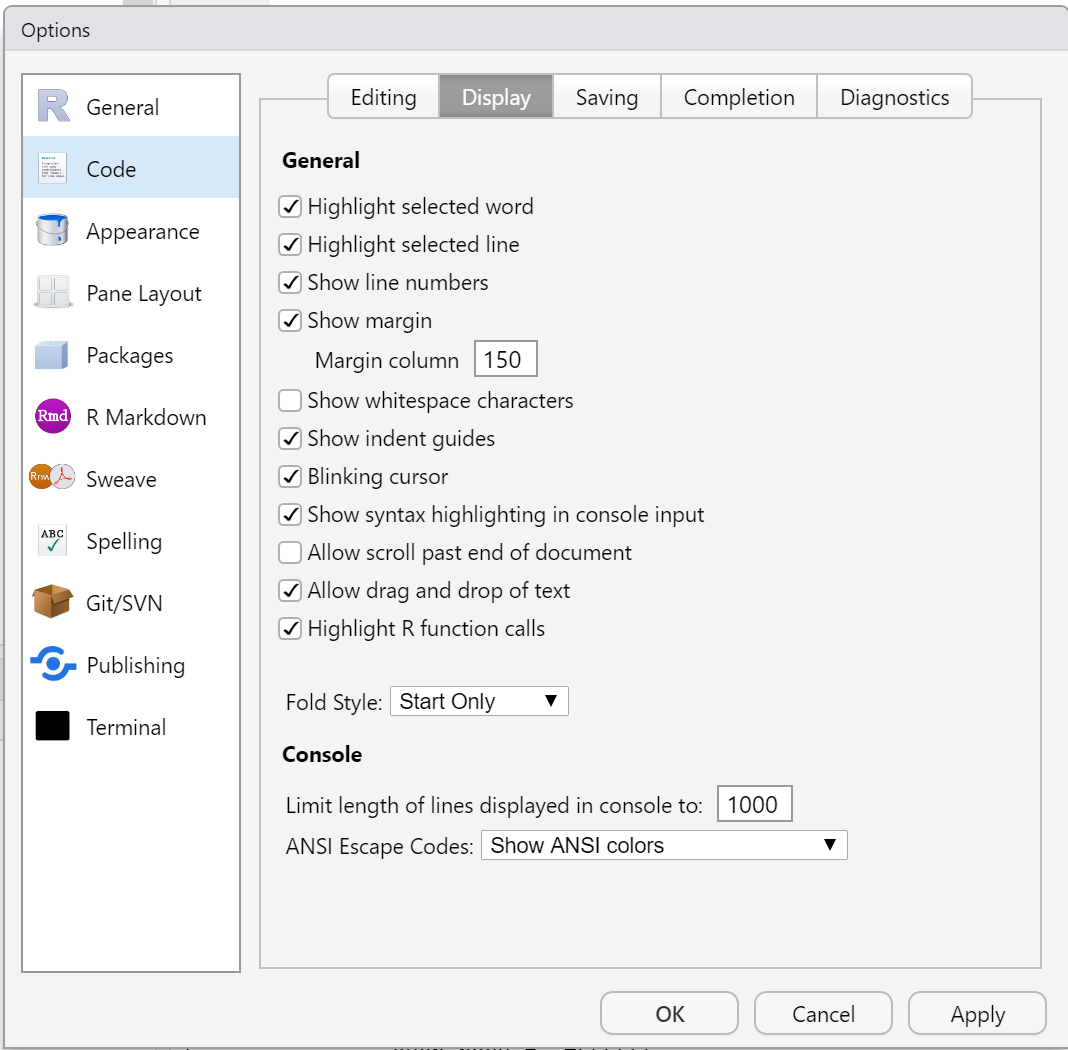 Options
General
Code
Appearance
Pane Layout
Packages
Rmd R Markdown
Rnw Sweave
ABC Spelling
Git/SVN
Publishing
Terminal
Editing Display Saving Completion Diagnostics
General
Highlight selected word
Highlight selected line
Show line numbers
Show margin
Margin column 150
Show whitespace characters
Show indent guides
Blinking cursor
Show syntax highlighting in console input
Allow scroll past end of document
Allow drag and drop of text
Highlight R function calls
Fold Style: Start Only
Console
Limit length of lines displayed in console to: 1000
ANSI Escape Codes: Show ANSI colors
OK Cancel Apply